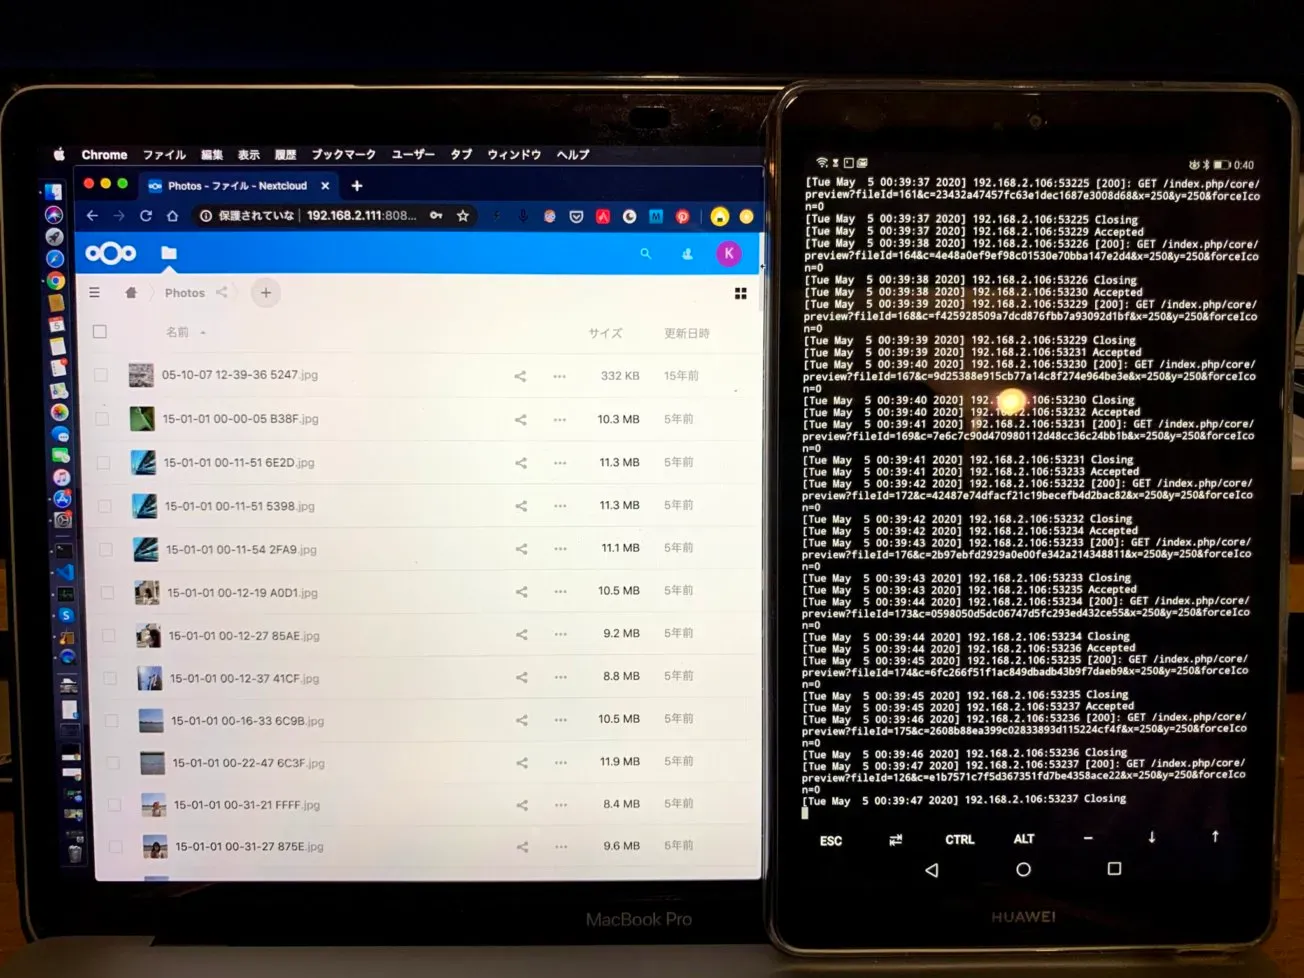 Chrome ファイル 編集 表示 履歴 ブックマーク ユーザー タブ ウィンドウ ヘルプ
Photos - ファイル - Nextcloud
保護されていな 192.168.2.111:808...
K
Photos
名前 サイズ 更新日時
05-10-07 12-39-36 5247.jpg 332 KB 15年前
15-01-01 00-00-05 B38F.jpg 10.3 MB 5年前
15-01-01 00-11-51 6E2D.jpg 11.3 MB 5年前
15-01-01 00-11-51 5398.jpg 11.3 MB 5年前
15-01-01 00-11-54 2FA9.jpg 11.1 MB 5年前
15-01-01 00-12-19 A0D1.jpg 10.5 MB 5年前
15-01-01 00-12-27 85AE.jpg 9.2 MB 5年前
15-01-01 00-12-37 41CF.jpg 8.8 MB 5年前
15-01-01 00-16-33 6C9B.jpg 10.5 MB 5年前
15-01-01 00-22-47 6C3F.jpg 11.9 MB 5年前
15-01-01 00-31-21 FFFF.jpg 8.4 MB 5年前
15-01-01 00-31-27 875E.jpg 9.6 MB 5年前
MacBook Pro
0:40
[Tue May 5 00:39:37 2020] 192.168.2.106:53225 [200]: GET /index.php/core/
preview?fileId=161&c=23432a47457fc63e1dec1687e3008d68&x=250&y=250&forceIco
n=0
[Tue May 5 00:39:37 2020] 192.168.2.106:53225 Closing
[Tue May 5 00:39:37 2020] 192.168.2.106:53229 Accepted
[Tue May 5 00:39:38 2020] 192.168.2.106:53226 [200]: GET /index.php/core/
preview?fileId=164&c=4e48a0ef9ef98c01530e70bba147e2d4&x=250&y=250&forceIco
n=0
[Tue May 5 00:39:38 2020] 192.168.2.106:53226 Closing
[Tue May 5 00:39:38 2020] 192.168.2.106:53230 Accepted
[Tue May 5 00:39:39 2020] 192.168.2.106:53229 [200]: GET /index.php/core/
preview?fileId=168&c=f425928509a7dcd876fbb7a93092d1bf&x=250&y=250&forceIco
n=0
[Tue May 5 00:39:39 2020] 192.168.2.106:53229 Closing
[Tue May 5 00:39:39 2020] 192.168.2.106:53231 Accepted
[Tue May 5 00:39:40 2020] 192.168.2.106:53230 [200]: GET /index.php/core/
preview?fileId=167&c=9d25388e915cb77a14c8f274e964be3e&x=250&y=250&forceIco
n=0
[Tue May 5 00:39:40 2020] 192. .106:53230 Closing
[Tue May 5 00:39:40 2020] 192. .106:53232 Accepted
[Tue May 5 00:39:41 2020] 192.168.2.106:53231 [200]: GET /index.php/core/
preview?fileId=169&c=7e6c7c90d470980112d48cc36c24bb1b&x=250&y=250&forceIco
n=0
[Tue May 5 00:39:41 2020] 192.168.2.106:53231 Closing
[Tue May 5 00:39:41 2020] 192.168.2.106:53233 Accepted
[Tue May 5 00:39:42 2020] 192.168.2.106:53232 [200]: GET /index.php/core/
preview?fileId=172&c=42487e74dfacf21c19becefb4d2bac82&x=250&y=250&forceIco
n=0
[Tue May 5 00:39:42 2020] 192.168.2.106:53232 Closing
[Tue May 5 00:39:42 2020] 192.168.2.106:53234 Accepted
[Tue May 5 00:39:43 2020] 192.168.2.106:53233 [200]: GET /index.php/core/
preview?fileId=176&c=2b97ebfd2929a0e00fe342a214348811&x=250&y=250&forceIco
n=0
[Tue May 5 00:39:43 2020] 192.168.2.106:53233 Closing
[Tue May 5 00:39:43 2020] 192.168.2.106:53235 Accepted
[Tue May 5 00:39:44 2020] 192.168.2.106:53234 [200]: GET /index.php/core/
preview?fileId=173&c=0598050d5dc06747d5fc293ed432ce55&x=250&y=250&forceIco
n=0
[Tue May 5 00:39:44 2020] 192.168.2.106:53234 Closing
[Tue May 5 00:39:44 2020] 192.168.2.106:53236 Accepted
[Tue May 5 00:39:45 2020] 192.168.2.106:53235 [200]: GET /index.php/core/
preview?fileId=174&c=6fc266f51f1ac849dbadb43b9f7daeb9&x=250&y=250&forceIco
n=0
[Tue May 5 00:39:45 2020] 192.168.2.106:53235 Closing
[Tue May 5 00:39:45 2020] 192.168.2.106:53237 Accepted
[Tue May 5 00:39:46 2020] 192.168.2.106:53236 [200]: GET /index.php/core/
preview?fileId=175&c=2608b88ea399c02833893d115224cf4f&x=250&y=250&forceIco
n=0
[Tue May 5 00:39:46 2020] 192.168.2.106:53236 Closing
[Tue May 5 00:39:47 2020] 192.168.2.106:53237 [200]: GET /index.php/core/
preview?fileId=126&c=e1b7571c7f5d367351fd7be4358ace22&x=250&y=250&forceIco
n=0
[Tue May 5 00:39:47 2020] 192.168.2.106:53237 Closing
ESC CTRL ALT − ↓ ↑
HUAWEI